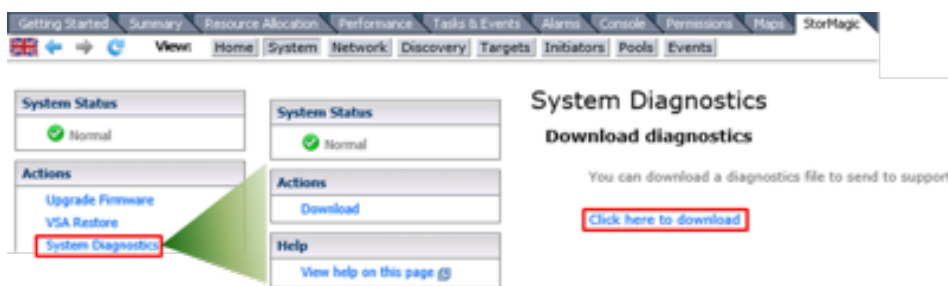 Getting Started Summary Resource Allocation Performance Tasks & Events Alarms Console Permissions Maps StorMagic
View: Home System Network Discovery Targets Initiators Pools Events
System Status
Normal
Actions
Upgrade Firmware
VSA Restore
System Diagnostics
System Status
Normal
Actions
Download
Help
View help on this page
System Diagnostics
Download diagnostics
You can download a diagnostics file to send to support
Click here to download